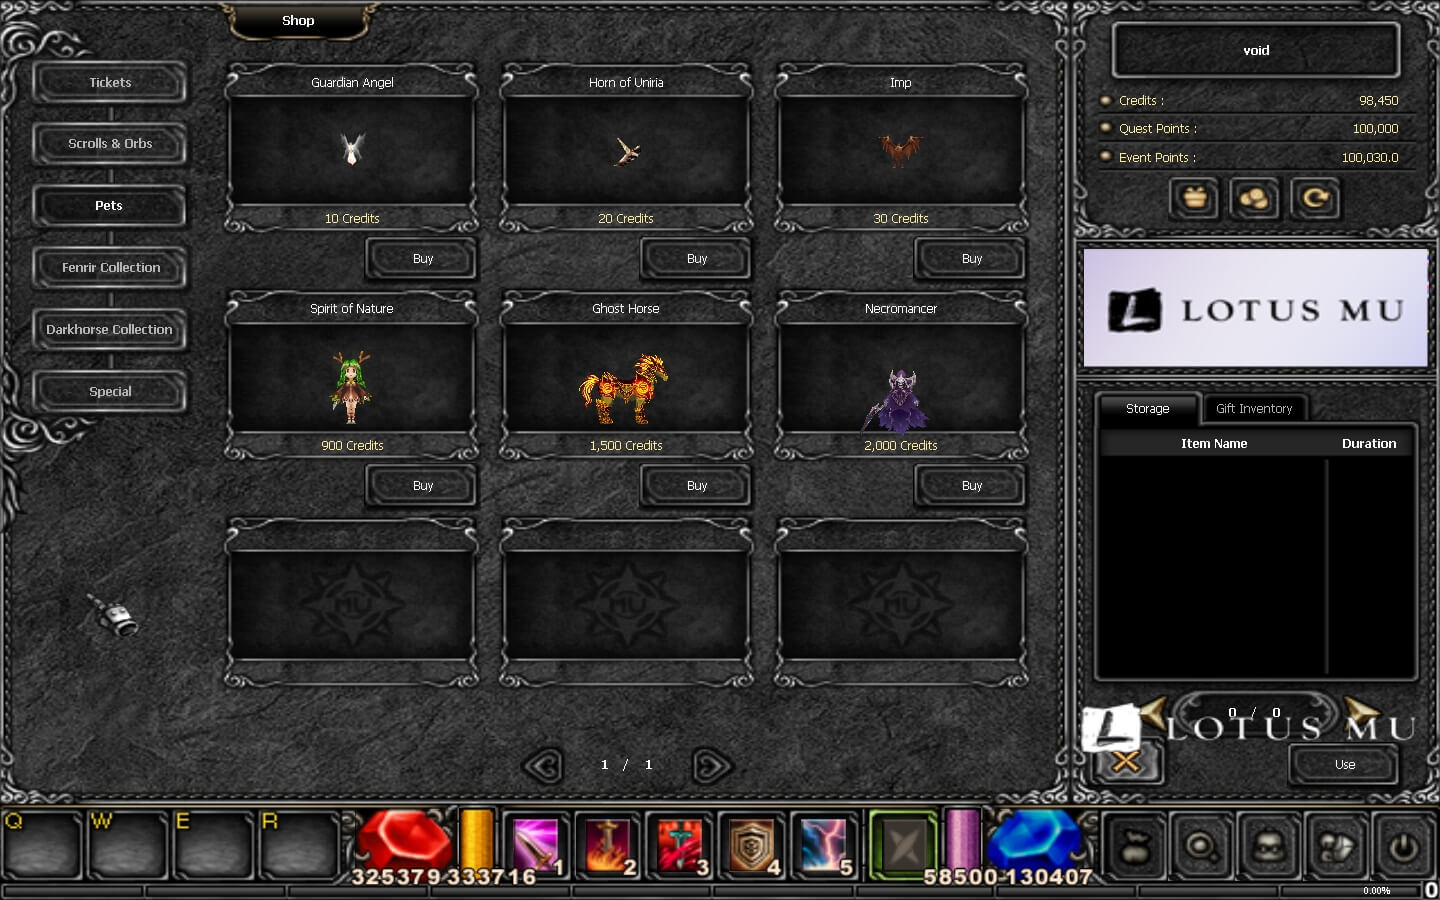 Shop
Tickets
Scrolls & Orbs
Pets
Fenrir Collection
Darkhorse Collection
Special
Guardian Angel
10 Credits
Buy
Horn of Uniria
20 Credits
Buy
Imp
30 Credits
Buy
Spirit of Nature
900 Credits
Buy
Ghost Horse
1,500 Credits
Buy
Necromancer
2,000 Credits
Buy
MU
MU
MU
1 / 1
void
Credits : 98,450
Quest Points : 100,000
Event Points : 100,030.0
L LOTUS MU
Storage Gift Inventory
Item Name Duration
0 / 0
L LOTUS MU
Use
Q W E R
325379 333716 1 2 3 4 5 58500 130407
0.00% 0